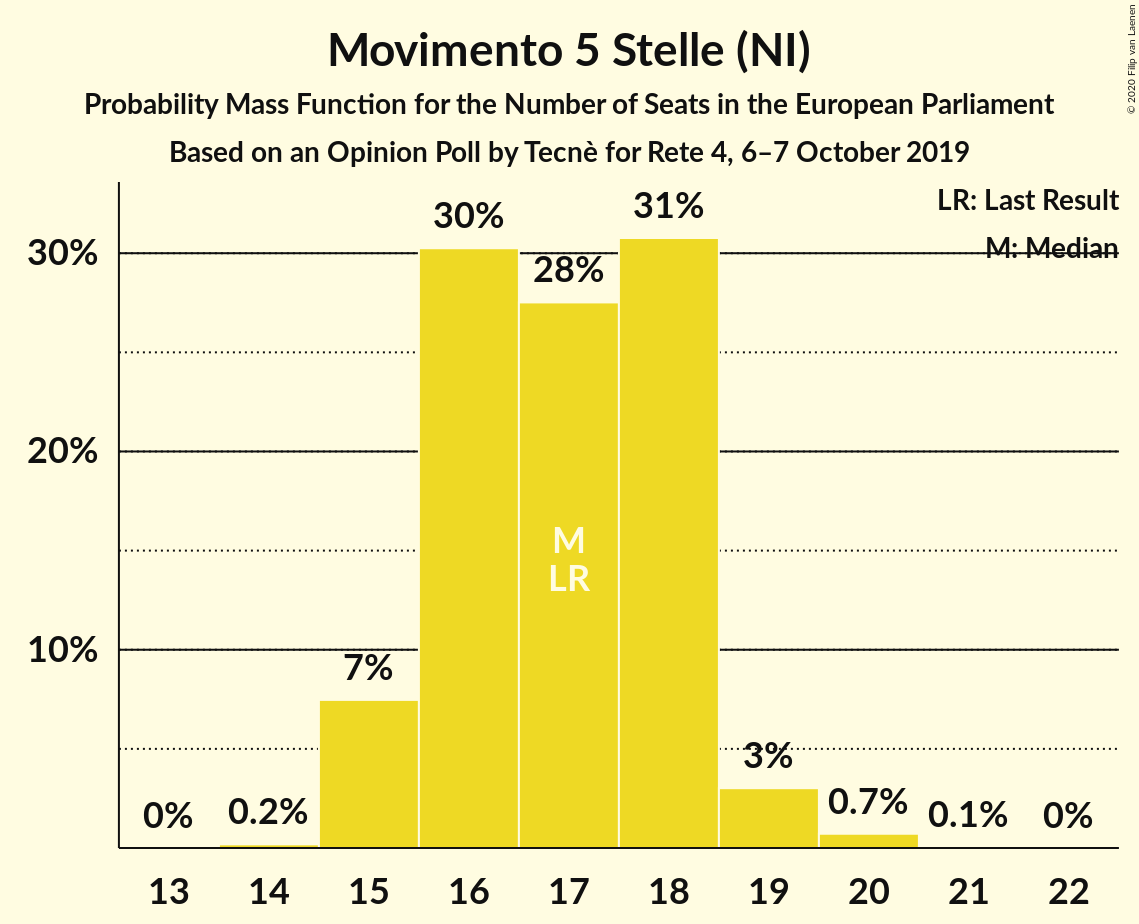 Movimento 5 Stelle (NI)
Probability Mass Function for the Number of Seats in the European Parliament
Based on an Opinion Poll by Tecnè for Rete 4, 6–7 October 2019
© 2020 Filip van Laenen
LR: Last Result
M: Median
30%
20%
10%
0%
0.2%
7%
30%
28%
31%
3%
0.7%
0.1%
0%
M
LR
13 14 15 16 17 18 19 20 21 22